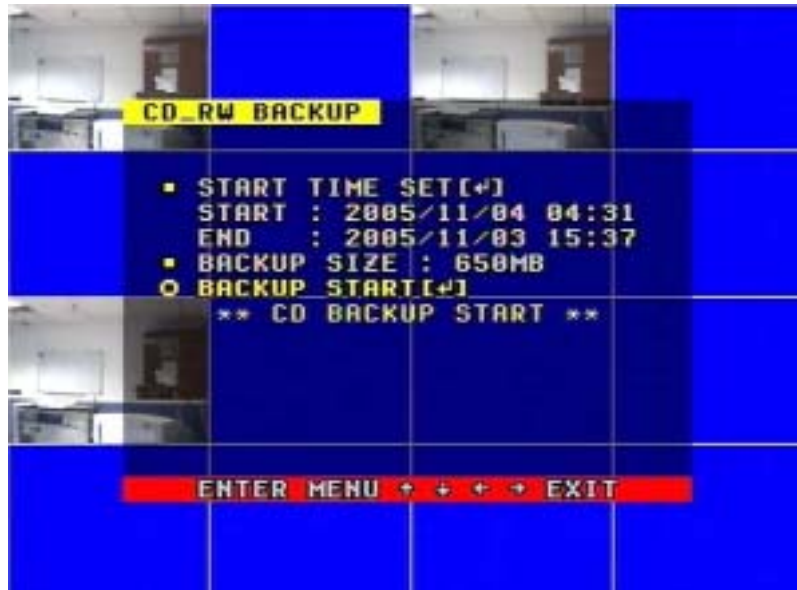 CD_RW BACKUP
START TIME SET[↵]
START : 2005/11/04 04:31
END : 2005/11/03 15:37
BACKUP SIZE : 650MB
BACKUP START[↵]
** CD BACKUP START **
ENTER MENU ↑ ↓ ← → EXIT